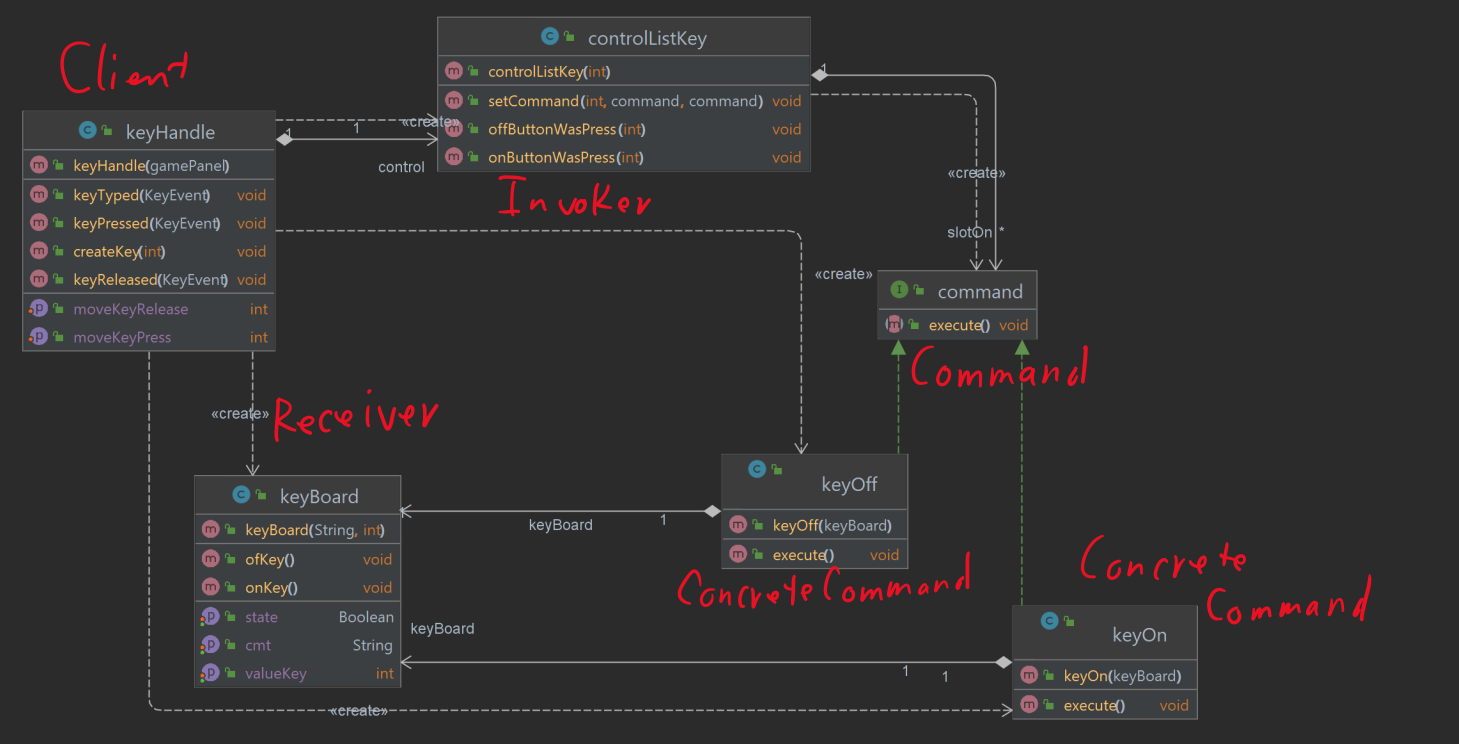 Client
controlListKey
controlListKey(int)
setCommand(int, command, command) void
offButtonWasPress(int) void
onButtonWasPress(int) void
Invoker
keyHandle
keyHandle(gamePanel)
keyTyped(KeyEvent) void
keyPressed(KeyEvent) void
createKey(int) void
keyReleased(KeyEvent) void
moveKeyRelease int
moveKeyPress int
«create»
1
1
control
1
«create»
slotOn *
«create»
command
execute() void
Command
«create»
Receiver
keyBoard
keyBoard(String, int)
ofKey() void
onKey() void
state Boolean
cmt String
valueKey int
1
keyBoard
1
keyOff
keyOff(keyBoard)
execute() void
ConcreteCommand
Concrete
Command
keyBoard
1
1
keyOn
keyOn(keyBoard)
execute() void
«create»